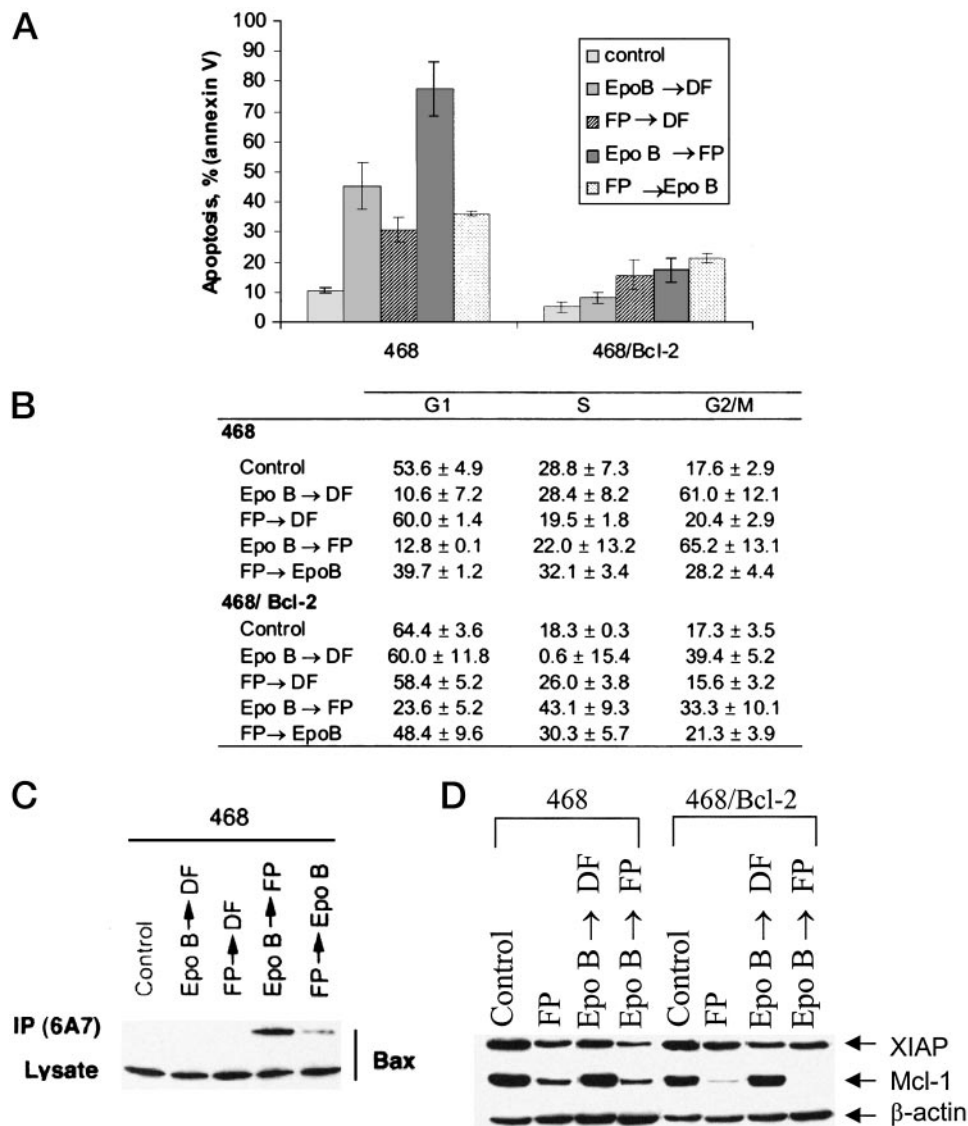 A
Apoptosis, % (annexin V)
100
90
80
70
60
50
40
30
20
10
0
468
468/Bcl-2
control
EpoB →DF
FP→ DF
Epo B →FP
FP →Epo B
B
G1 S G2/M
468
Control 53.6 ± 4.9 28.8 ± 7.3 17.6 ± 2.9
Epo B → DF 10.6 ± 7.2 28.4 ± 8.2 61.0 ± 12.1
FP→ DF 60.0 ± 1.4 19.5 ± 1.8 20.4 ± 2.9
Epo B → FP 12.8 ± 0.1 22.0 ± 13.2 65.2 ± 13.1
FP→ EpoB 39.7 ± 1.2 32.1 ± 3.4 28.2 ± 4.4
468/ Bcl-2
Control 64.4 ± 3.6 18.3 ± 0.3 17.3 ± 3.5
Epo B → DF 60.0 ± 11.8 0.6 ± 15.4 39.4 ± 5.2
FP→ DF 58.4 ± 5.2 26.0 ± 3.8 15.6 ± 3.2
Epo B → FP 23.6 ± 5.2 43.1 ± 9.3 33.3 ± 10.1
FP→ EpoB 48.4 ± 9.6 30.3 ± 5.7 21.3 ± 3.9
C
468
Control
Epo B→DF
FP→DF
Epo B→FP
FP→Epo B
IP (6A7)
Lysate
Bax
D
468
468/Bcl-2
Control
FP
Epo B → DF
Epo B → FP
Control
FP
Epo B → DF
Epo B → FP
← XIAP
← Mcl-1
← β-actin